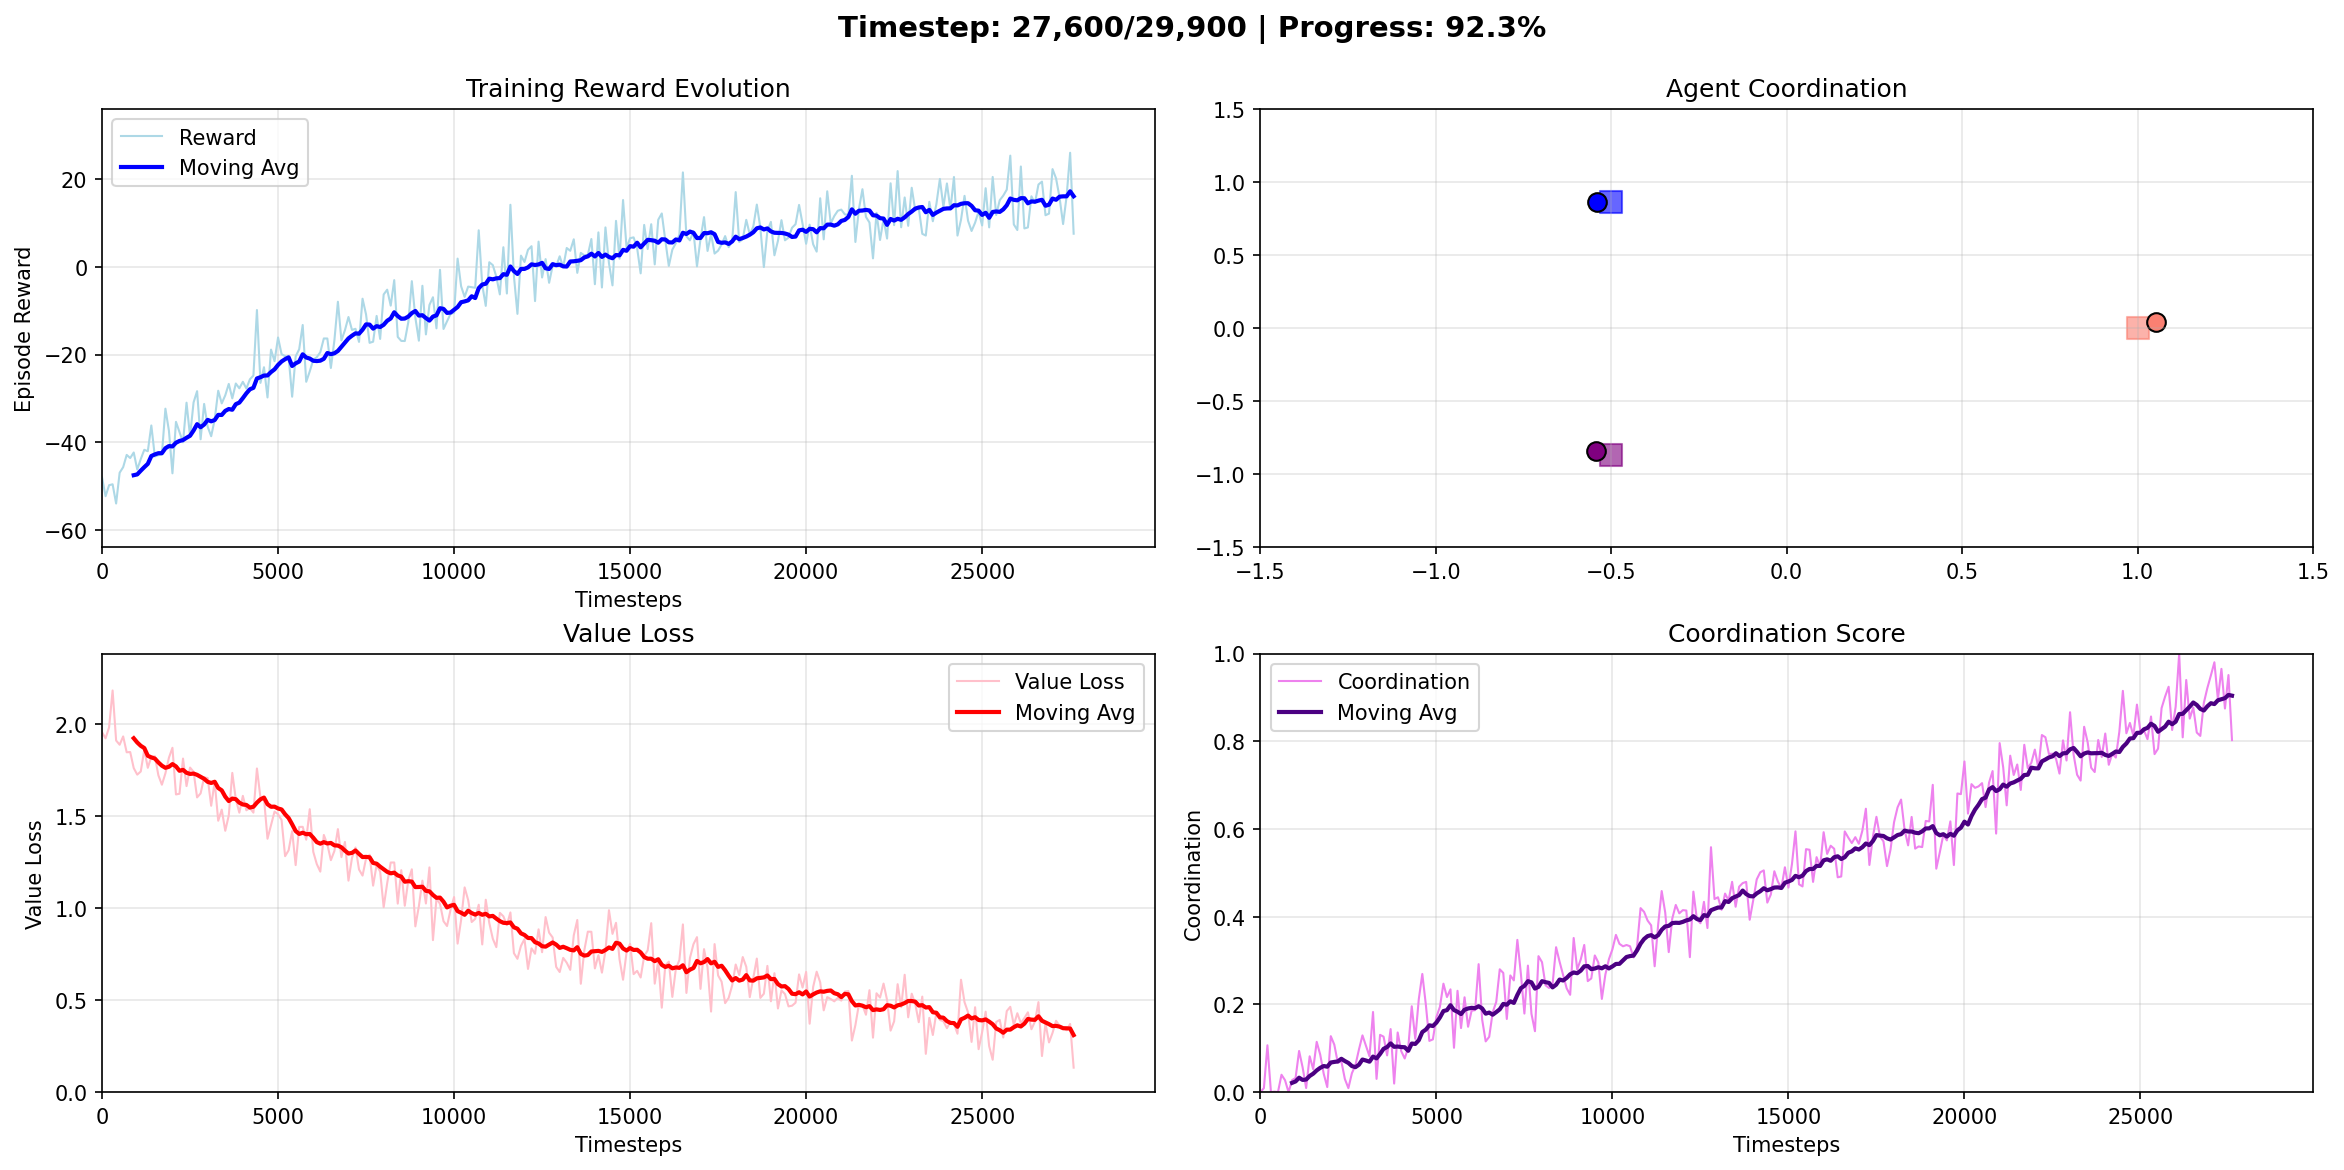 Timestep: 27,600/29,900 | Progress: 92.3%
Training Reward Evolution
Reward
Moving Avg
Episode Reward
20
0
−20
−40
−60
0 5000 10000 15000 20000 25000
Timesteps
Agent Coordination
1.5
1.0
0.5
0.0
−0.5
−1.0
−1.5
−1.5 −1.0 −0.5 0.0 0.5 1.0 1.5
Value Loss
Value Loss
Moving Avg
Value Loss
2.0
1.5
1.0
0.5
0.0
0 5000 10000 15000 20000 25000
Timesteps
Coordination Score
Coordination
Moving Avg
Coordination
1.0
0.8
0.6
0.4
0.2
0.0
0 5000 10000 15000 20000 25000
Timesteps